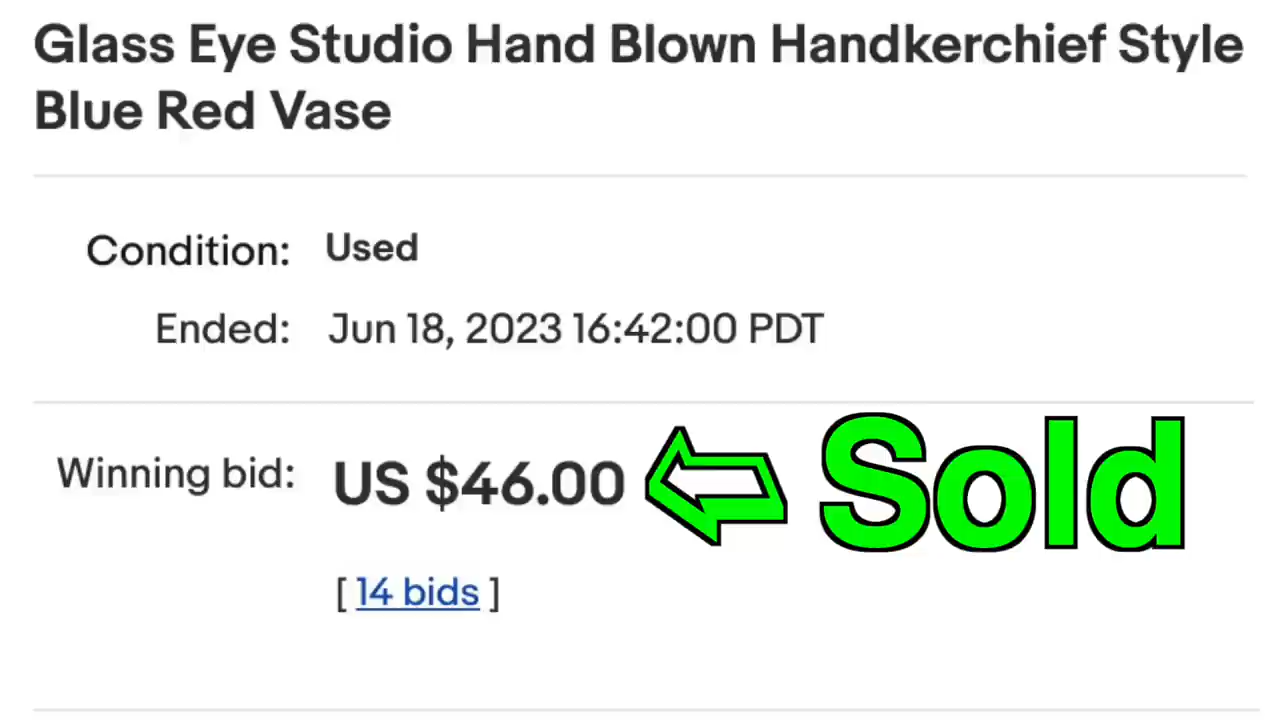 Glass Eye Studio Hand Blown Handkerchief Style
Blue Red Vase
Condition: Used
Ended: Jun 18, 2023 16:42:00 PDT
Winning bid: US $46.00 Sold
[ 14 bids ]